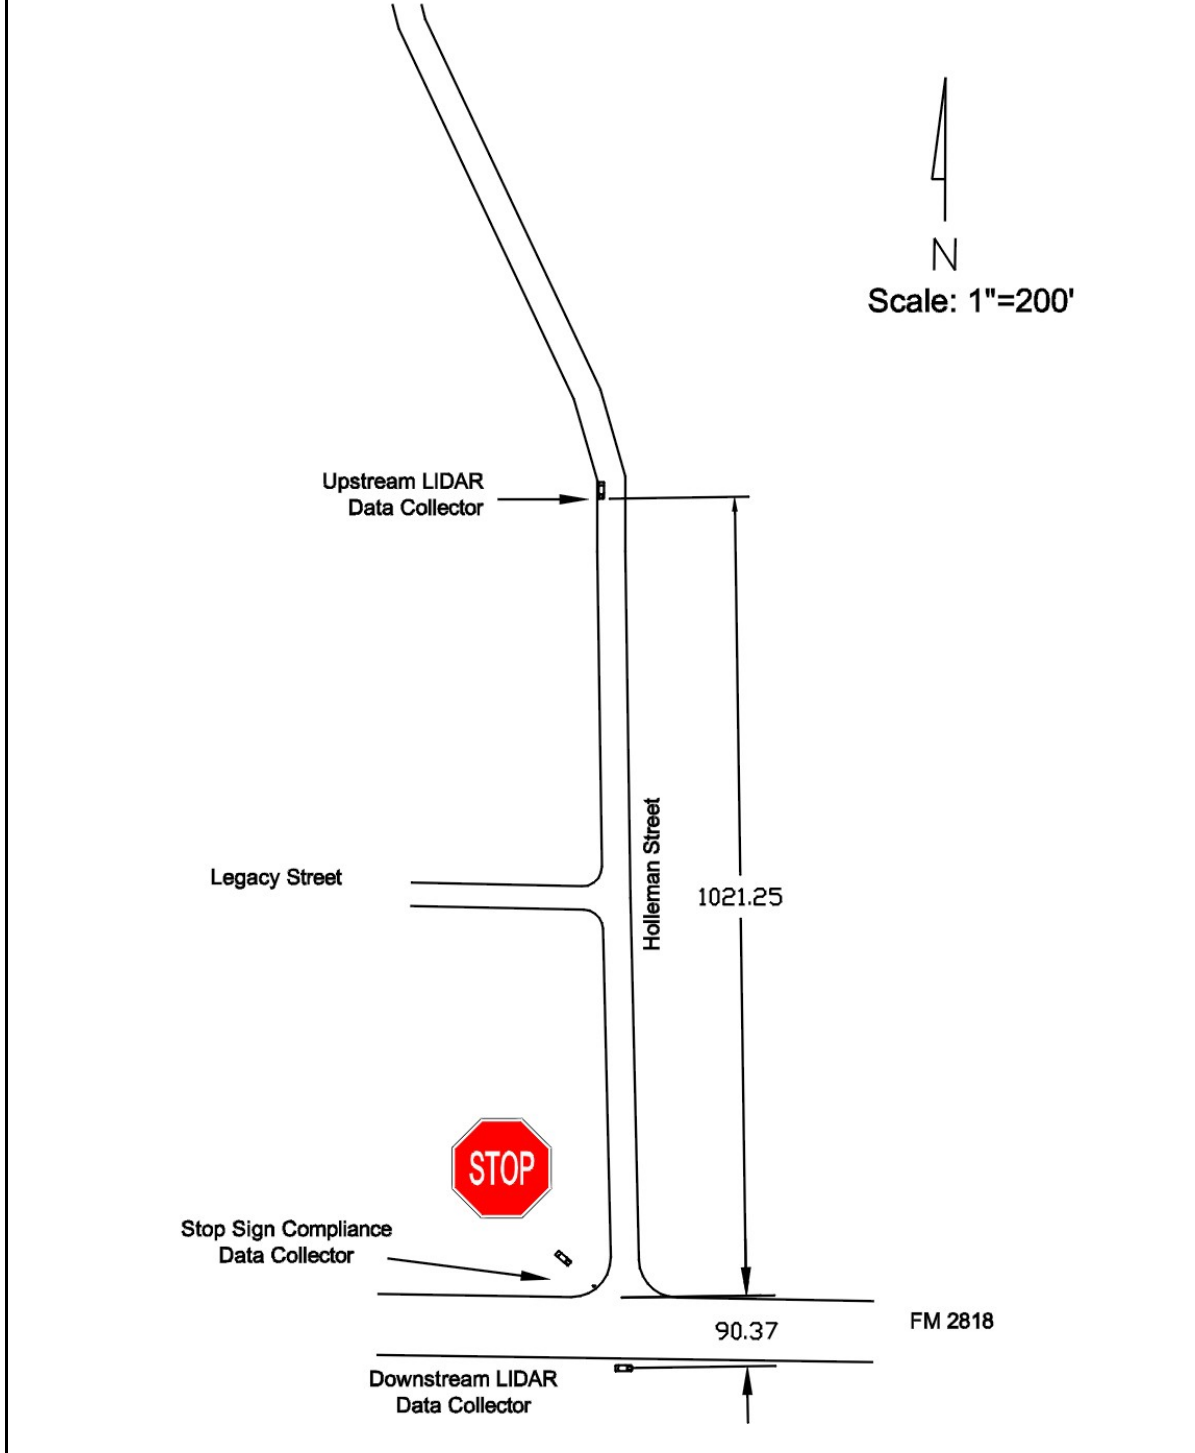 N
Scale: 1"=200'
Upstream LIDAR
Data Collector
Legacy Street
Holleman Street
1021.25
STOP
Stop Sign Compliance
Data Collector
FM 2818
90.37
Downstream LIDAR
Data Collector